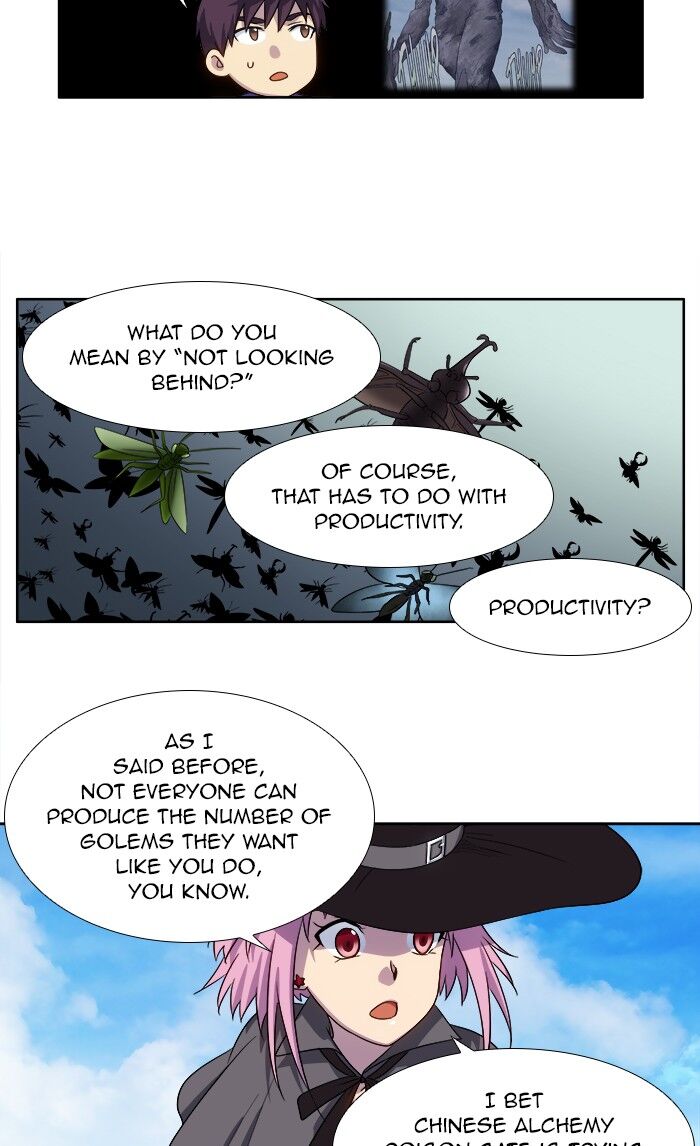 WHAT DO YOU
MEAN BY "NOT LOOKING
BEHIND?"
OF COURSE,
THAT HAS TO DO WITH
PRODUCTIVITY.
PRODUCTIVITY?
AS I
SAID BEFORE,
NOT EVERYONE CAN
PRODUCE THE NUMBER OF
GOLEMS THEY WANT
LIKE YOU DO,
YOU KNOW.
I BET
CHINESE ALCHEMY